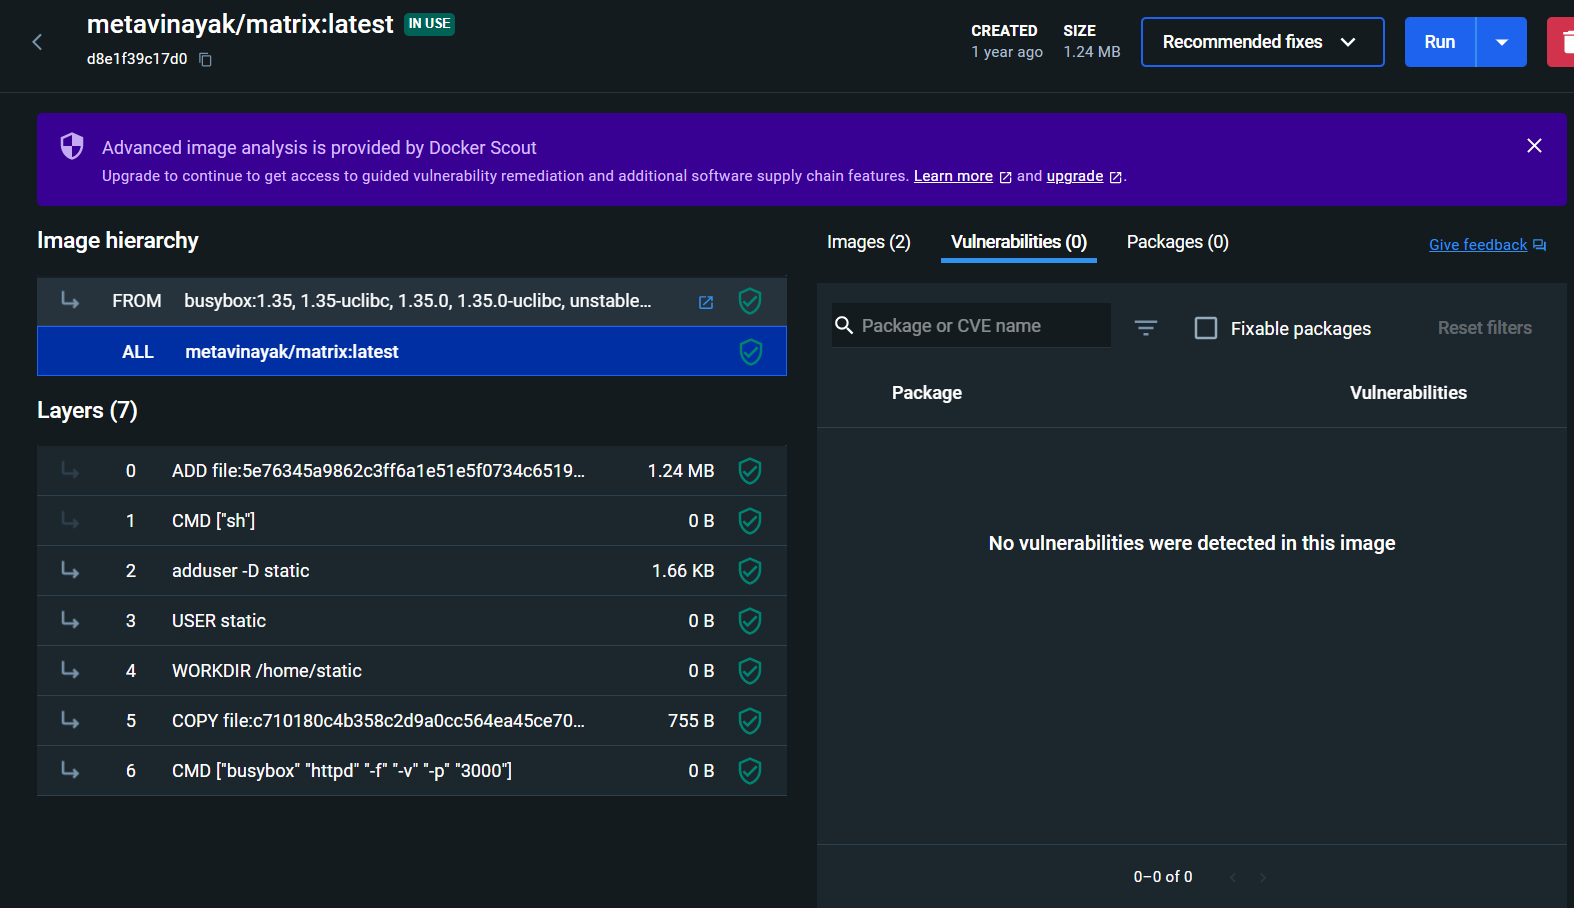 metavinayak/matrix:latest IN USE
d8e1f39c17d0
CREATED
1 year ago
SIZE
1.24 MB
Recommended fixes
Run
Advanced image analysis is provided by Docker Scout
Upgrade to continue to get access to guided vulnerability remediation and additional software supply chain features. Learn more and upgrade.
Image hierarchy
FROM busybox:1.35, 1.35-uclibc, 1.35.0, 1.35.0-uclibc, unstable...
ALL metavinayak/matrix:latest
Layers (7)
0 ADD file:5e76345a9862c3ff6a1e51e5f0734c6519... 1.24 MB
1 CMD ["sh"] 0 B
2 adduser -D static 1.66 KB
3 USER static 0 B
4 WORKDIR /home/static 0 B
5 COPY file:c710180c4b358c2d9a0cc564ea45ce70... 755 B
6 CMD ["busybox" "httpd" "-f" "-v" "-p" "3000"] 0 B
Images (2) Vulnerabilities (0) Packages (0) Give feedback
Package or CVE name Fixable packages Reset filters
Package Vulnerabilities
No vulnerabilities were detected in this image
0–0 of 0